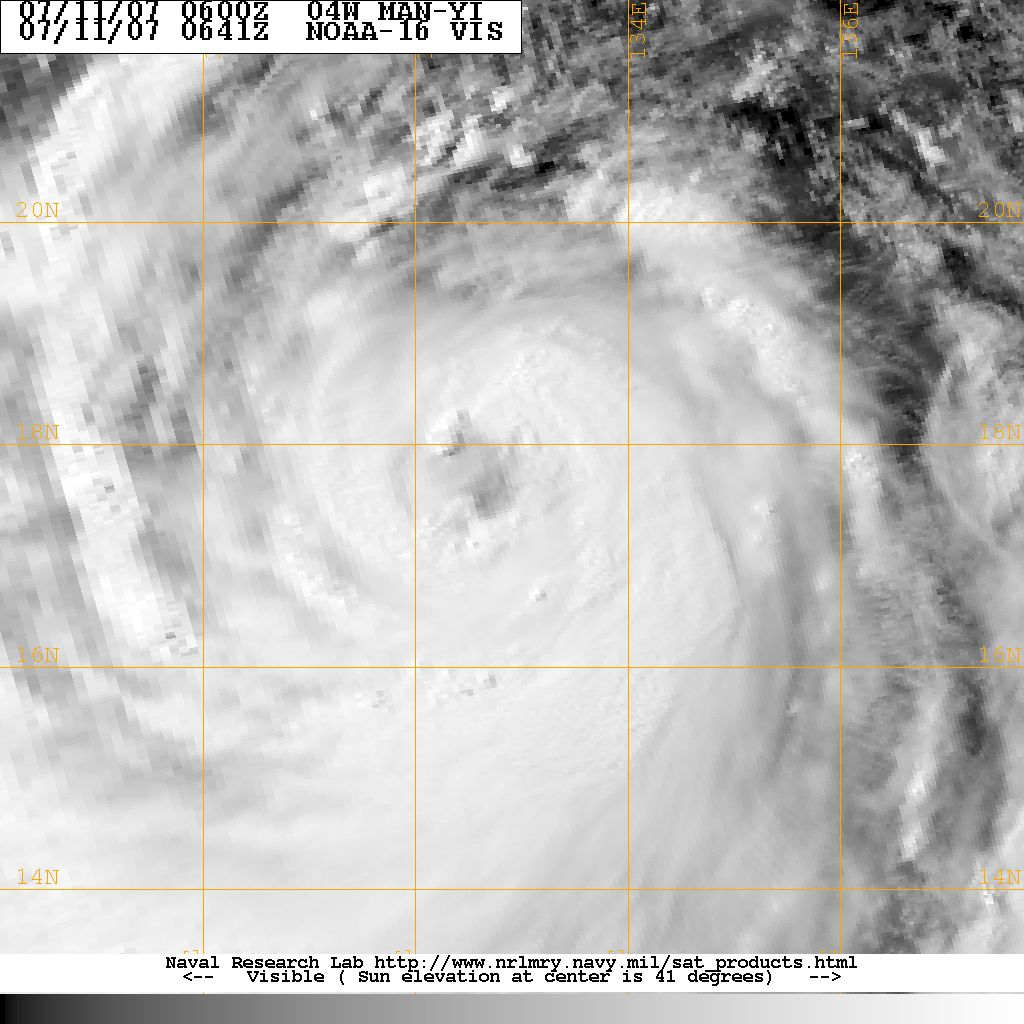 07/11/07 0600Z 04W MAN-YI
07/11/07 0641Z NOAA-16 VIS
134E
136E
20N
20N
18N
18N
16N
16N
14N
14N
Naval Research Lab http://www.nrlmry.navy.mil/sat_products.html
<-- Visible ( Sun elevation at center is 41 degrees) -->